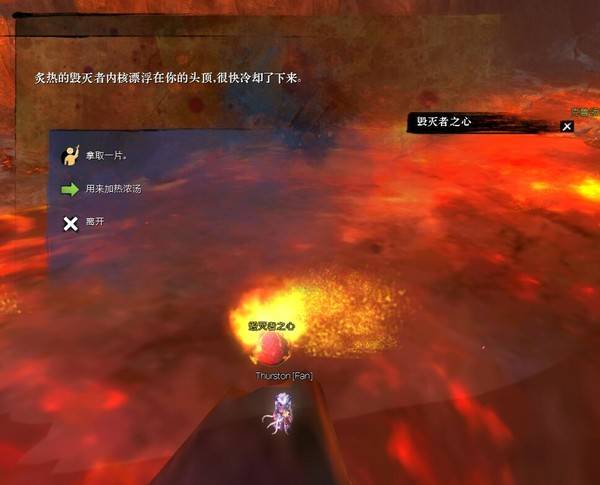 炙热的毁灭者内核漂浮在你的头顶,很快冷却了下来。
毁灭者之心
拿取一片。
用来加热浓汤
离开
毁灭者之心
Thurston [Fan]